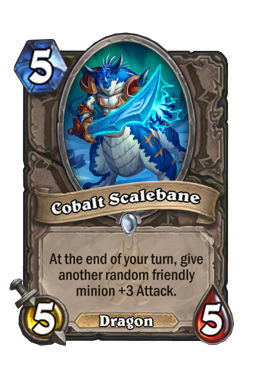 5
Cobalt Scalebane
At the end of your turn, give
another random friendly
minion +3 Attack.
5
Dragon
5